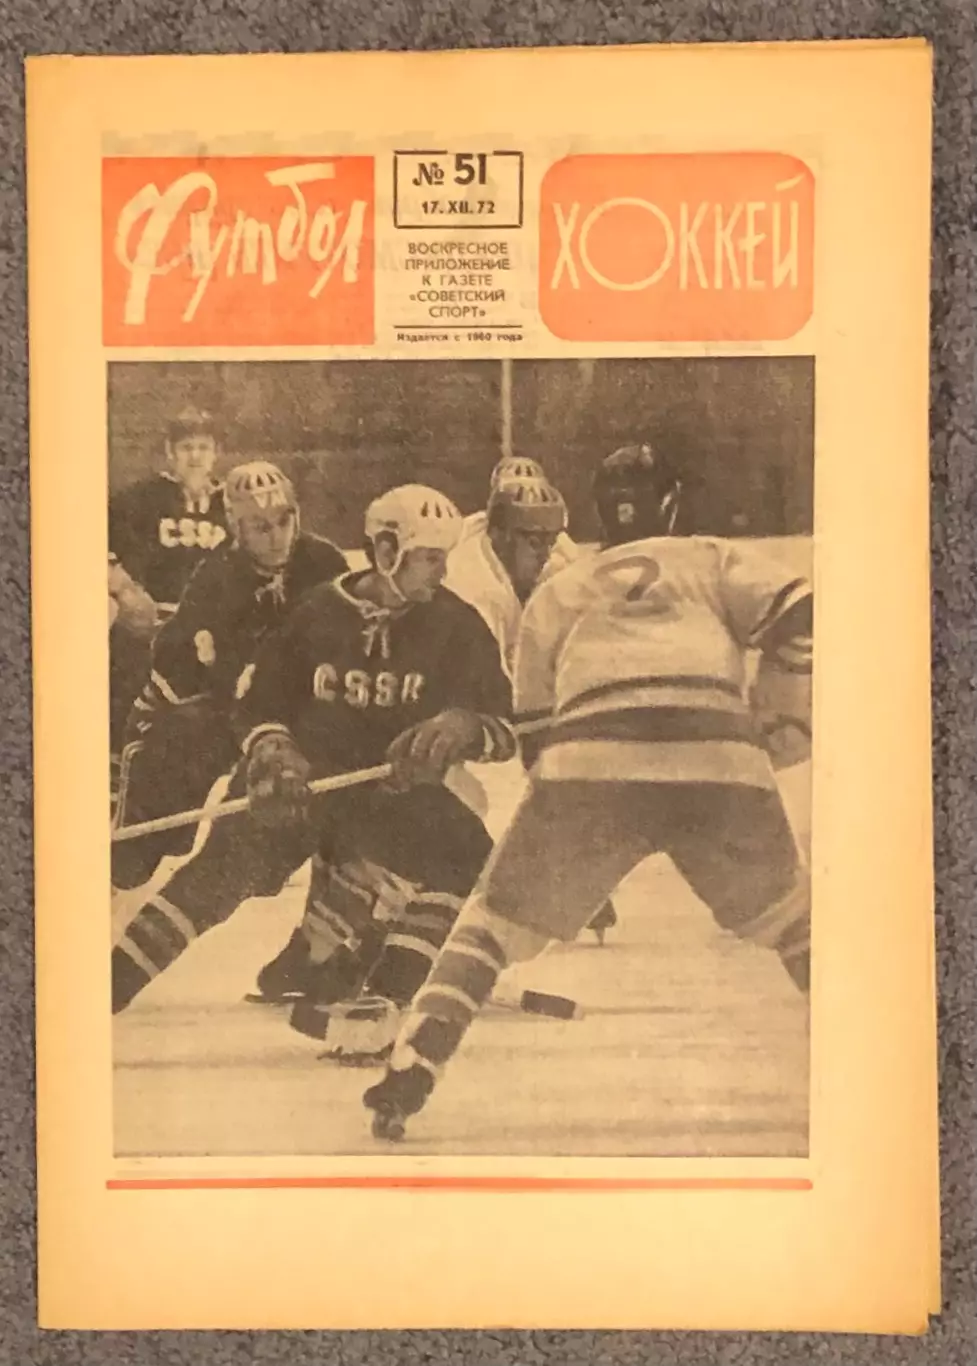 Футбол
№ 51
17.XII.72
ВОСКРЕСНОЕ
ПРИЛОЖЕНИЕ
К ГАЗЕТЕ
«СОВЕТСКИЙ
СПОРТ»
Издается с 1960 года
ХОККЕЙ
CSSR
CSSR
2